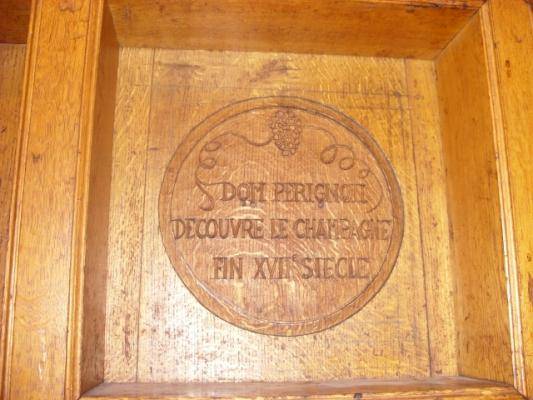 DOM PERIGNON
DECOUVRE LE CHAMPAGNE
FIN XVIIᵉ SIECLE